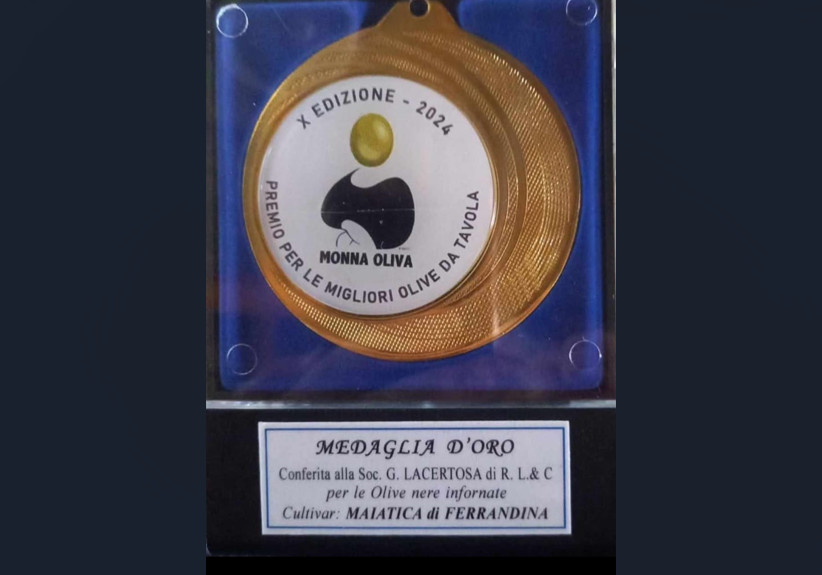 X EDIZIONE - 2024
MONNA OLIVA
PREMIO PER LE MIGLIORI OLIVE DA TAVOLA
MEDAGLIA D'ORO
Conferita alla Soc. G. LACERTOSA di R. L.& C
per le Olive nere infornate
Cultivar: MAIATICA di FERRANDINA